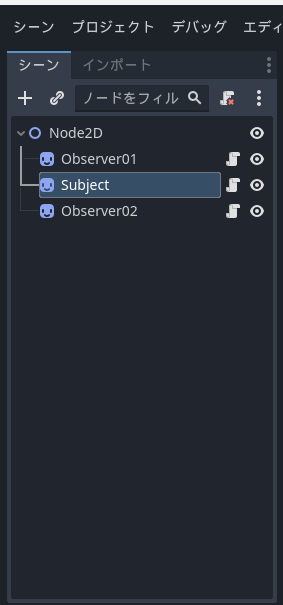 シーン プロジェクト デバッグ エディ
シーン インポート
ノードをフィル
Node2D
Observer01
Subject
Observer02